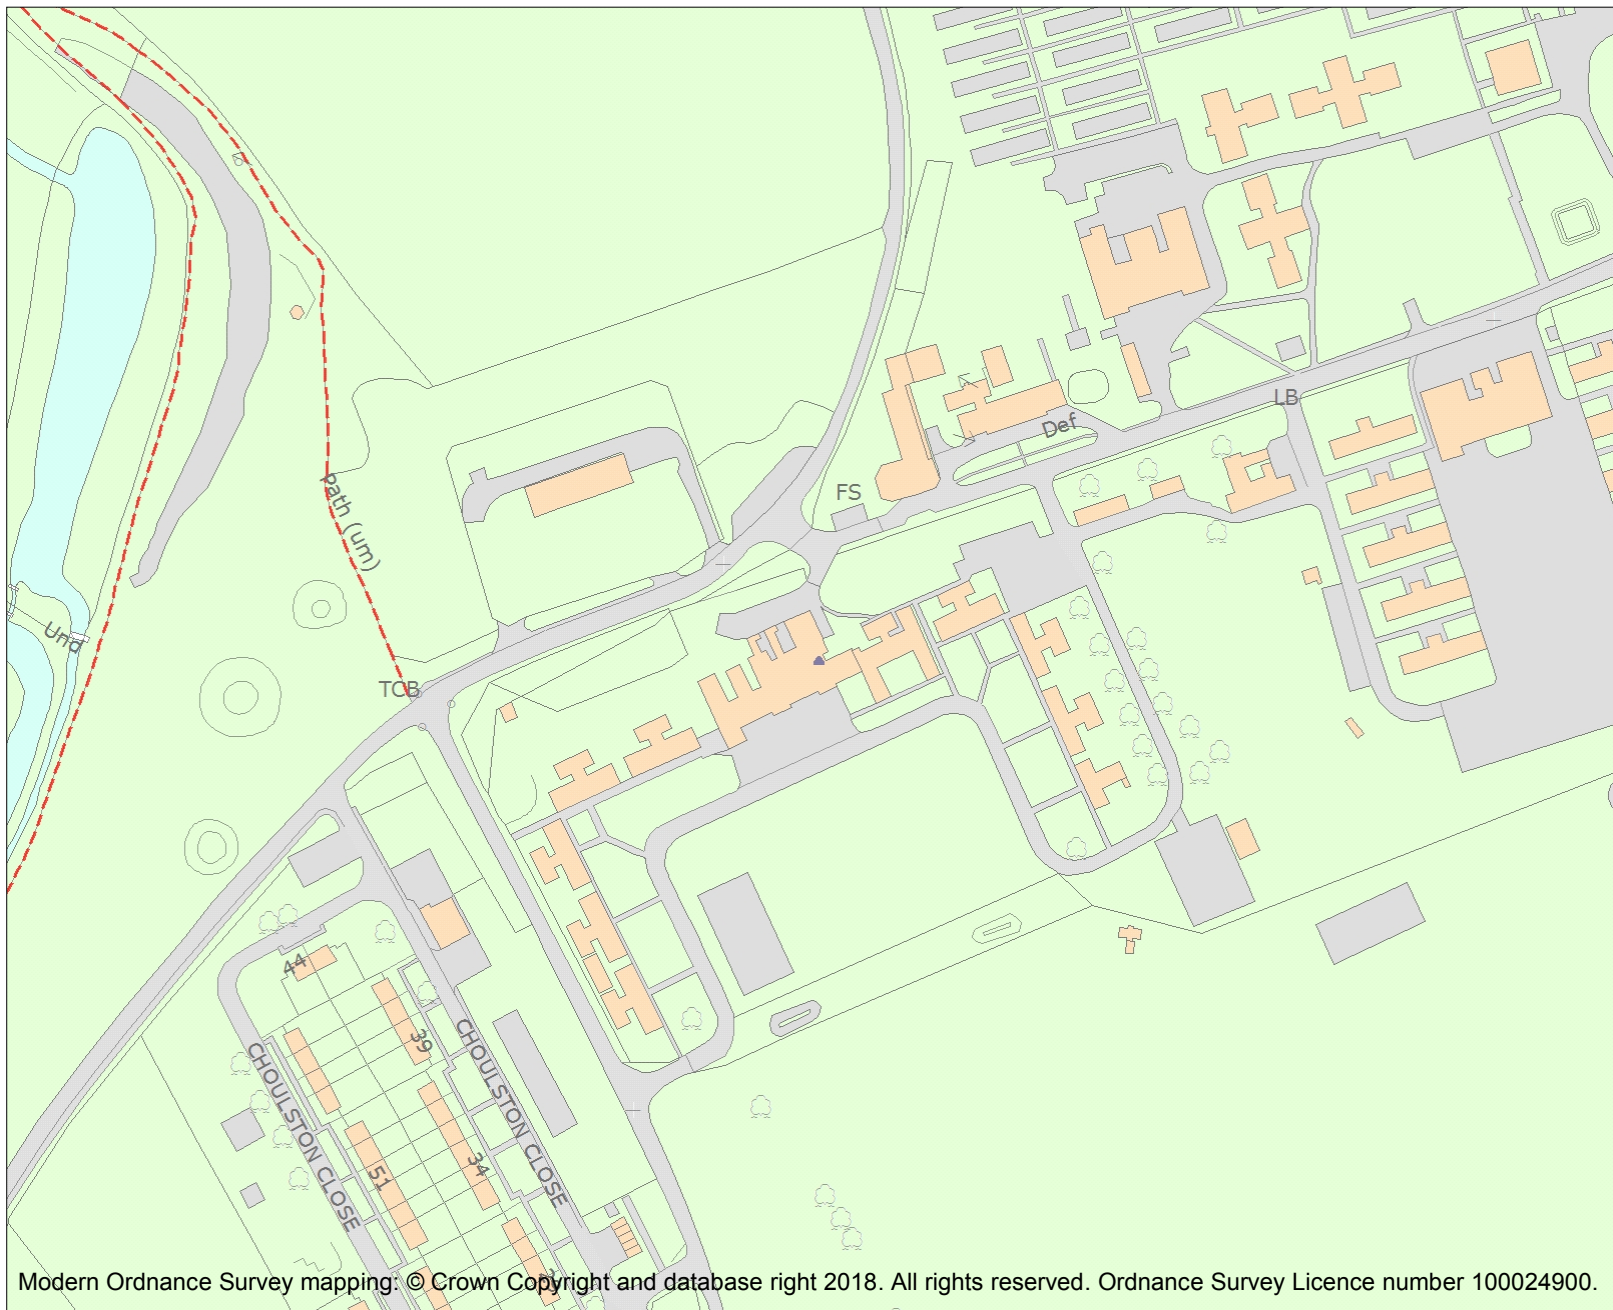 LB
Def
FS
Path (um)
Und
TCB
44
39
CHOULSTON CLOSE
CHOULSTON CLOSE
34
51
Modern Ordnance Survey mapping: © Crown Copyright and database right 2018. All rights reserved. Ordnance Survey Licence number 100024900.